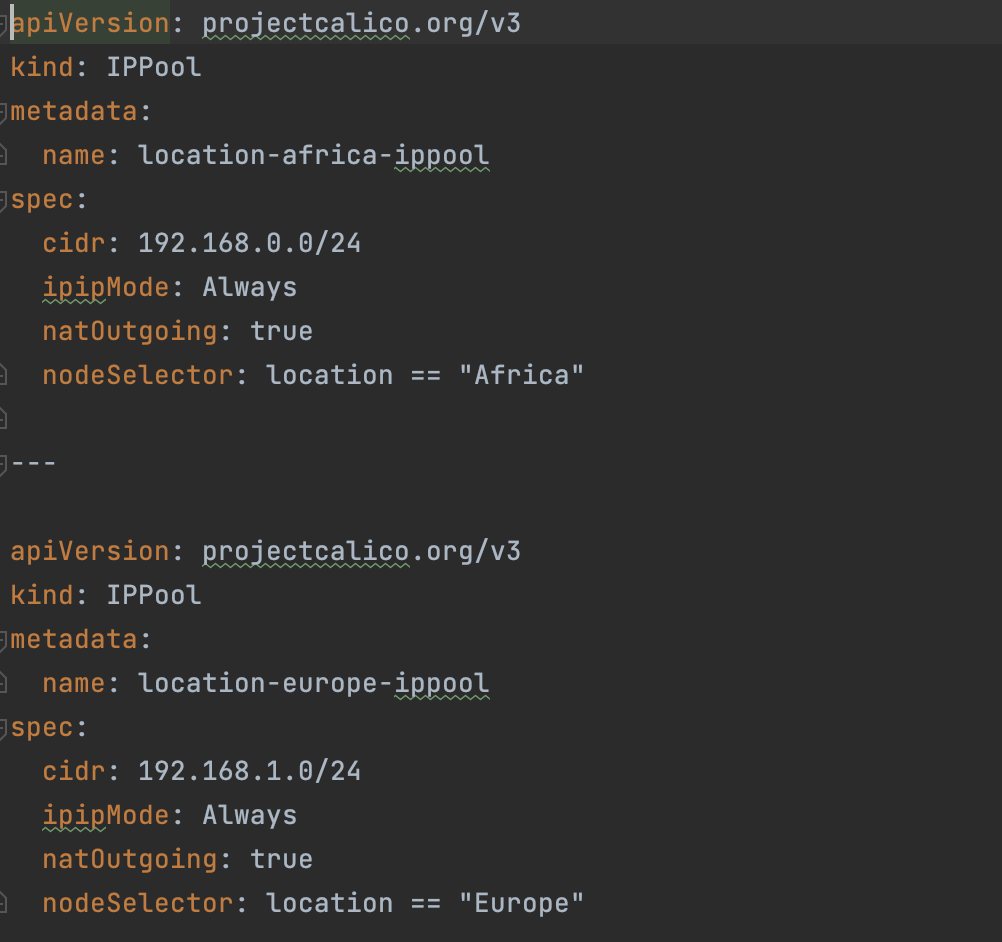 apiVersion: projectcalico.org/v3
kind: IPPool
metadata:
  name: location-africa-ippool
spec:
  cidr: 192.168.0.0/24
  ipipMode: Always
  natOutgoing: true
  nodeSelector: location == "Africa"
---
apiVersion: projectcalico.org/v3
kind: IPPool
metadata:
  name: location-europe-ippool
spec:
  cidr: 192.168.1.0/24
  ipipMode: Always
  natOutgoing: true
  nodeSelector: location == "Europe"